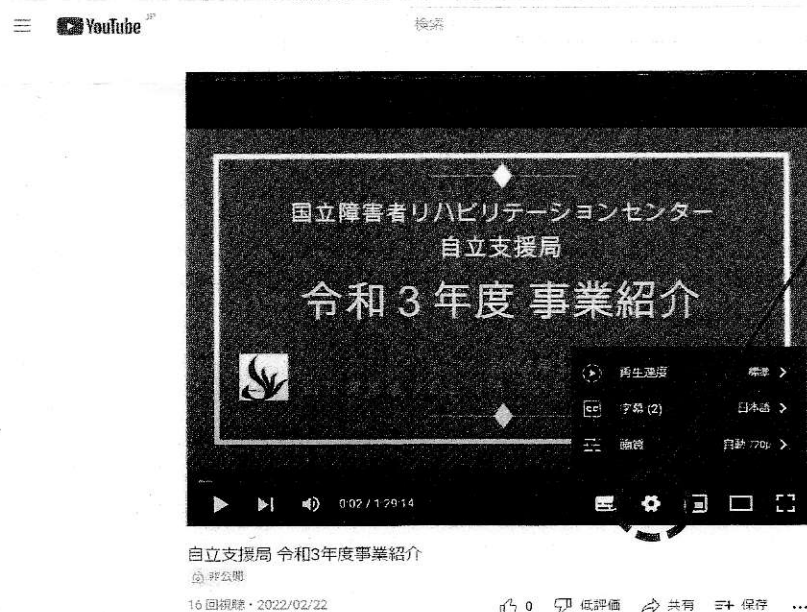 YouTube JP
検索
国立障害者リハビリテーションセンター
自立支援局
令和3年度 事業紹介
再生速度 標準
字幕 (2) 日本語
画質 自動 720p
0:02 / 1:29:14
自立支援局 令和3年度事業紹介
非公開
16 回視聴・2022/02/22
0 低評価 共有 保存